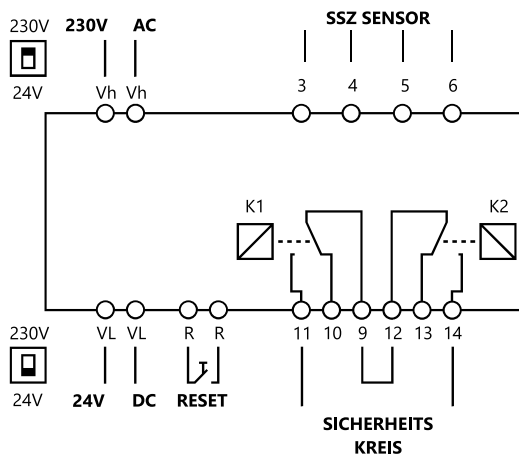 230V 230V AC SSZ SENSOR
24V Vh Vh 3 4 5 6
K1 K2
230V VL VL R R 11 10 9 12 13 14
24V 24V DC RESET
SICHERHEITS
KREIS